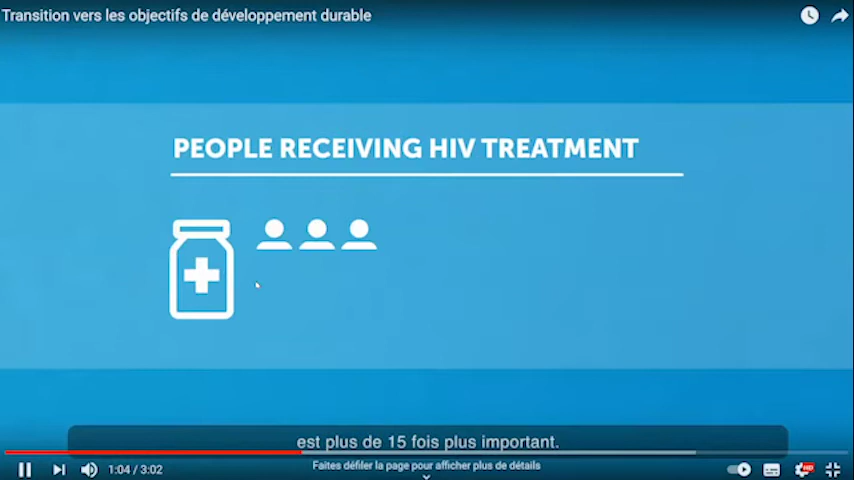 Transition vers les objectifs de développement durable
PEOPLE RECEIVING HIV TREATMENT
est plus de 15 fois plus important.
1:04 / 3:02
Faites défiler la page pour afficher plus de détails
HD